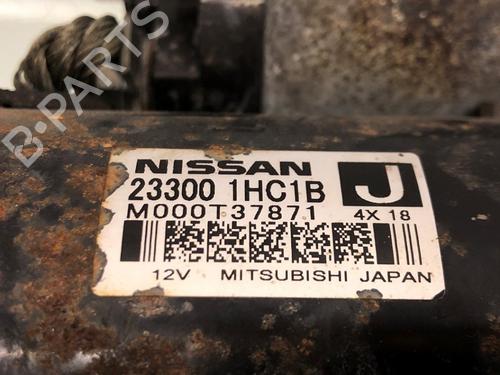 B-PARTS
NISSAN
23300 1HC1B
J
M000T37871
4X 18
12V MITSUBISHI JAPAN